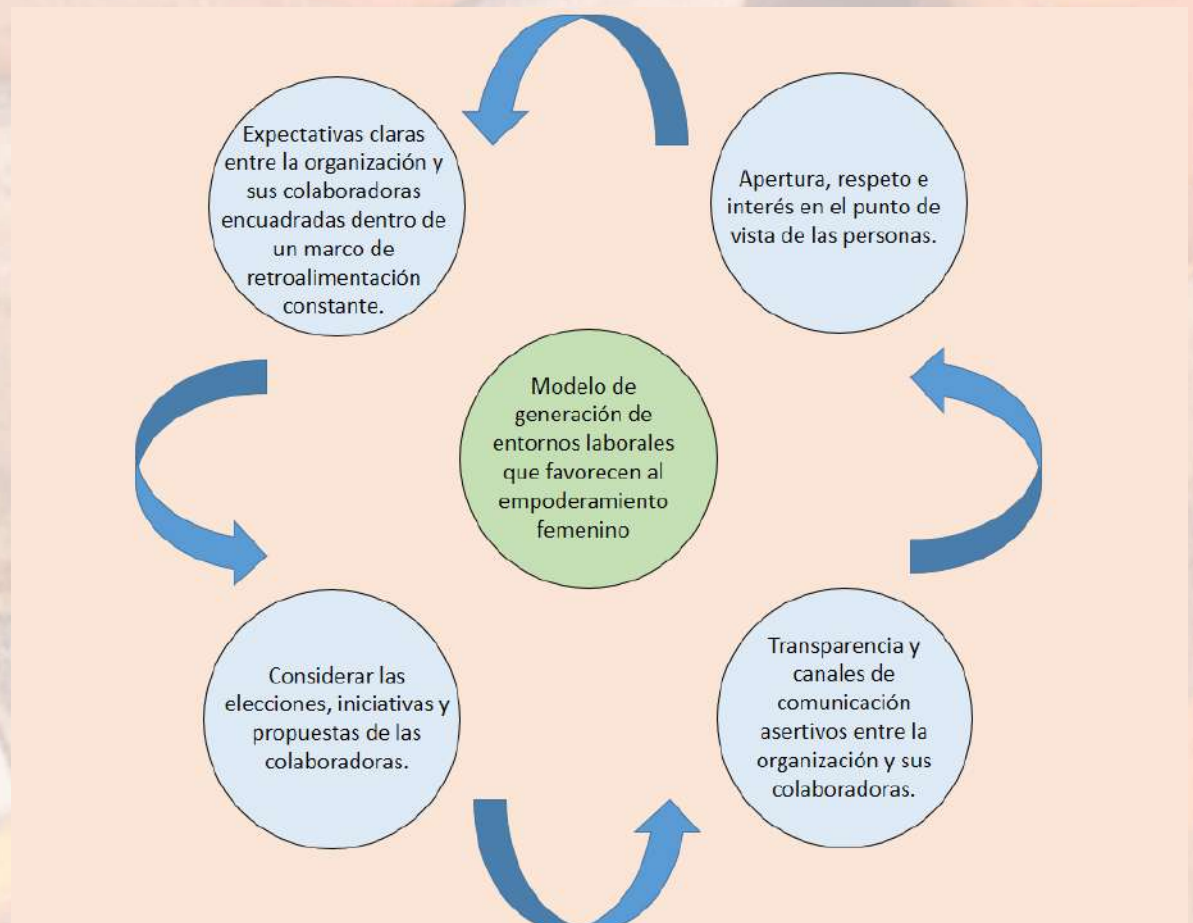 Expectativas claras
entre la organización y
sus colaboradoras
encuadradas dentro de
un marco de
retroalimentación
constante.
Apertura, respeto e
interés en el punto de
vista de las personas.
Modelo de
generación de
entornos laborales
que favorecen al
empoderamiento
femenino
Considerar las
elecciones, iniciativas y
propuestas de las
colaboradoras.
Transparencia y
canales de
comunicación
asertivos entre la
organización y sus
colaboradoras.